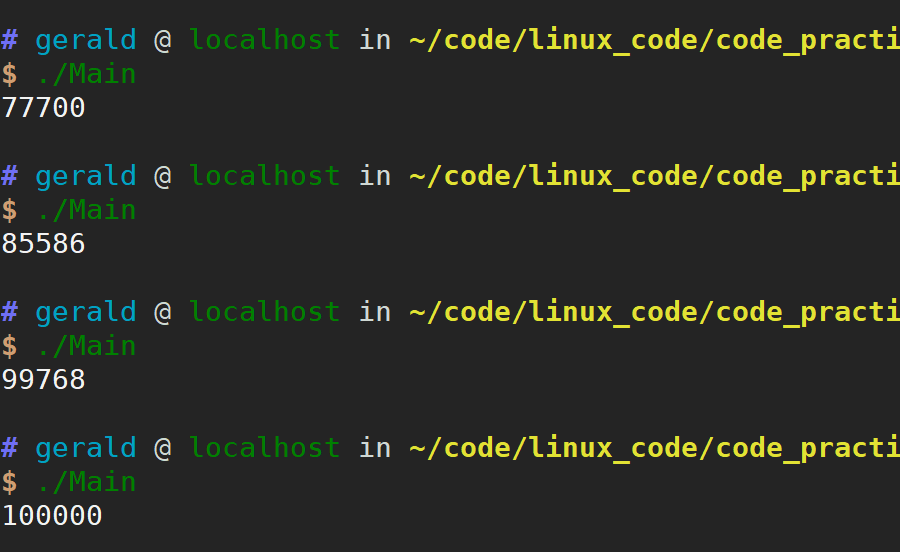 # gerald @ localhost in ~/code/linux_code/code_practi
$ ./Main
77700
# gerald @ localhost in ~/code/linux_code/code_practi
$ ./Main
85586
# gerald @ localhost in ~/code/linux_code/code_practi
$ ./Main
99768
# gerald @ localhost in ~/code/linux_code/code_practi
$ ./Main
100000